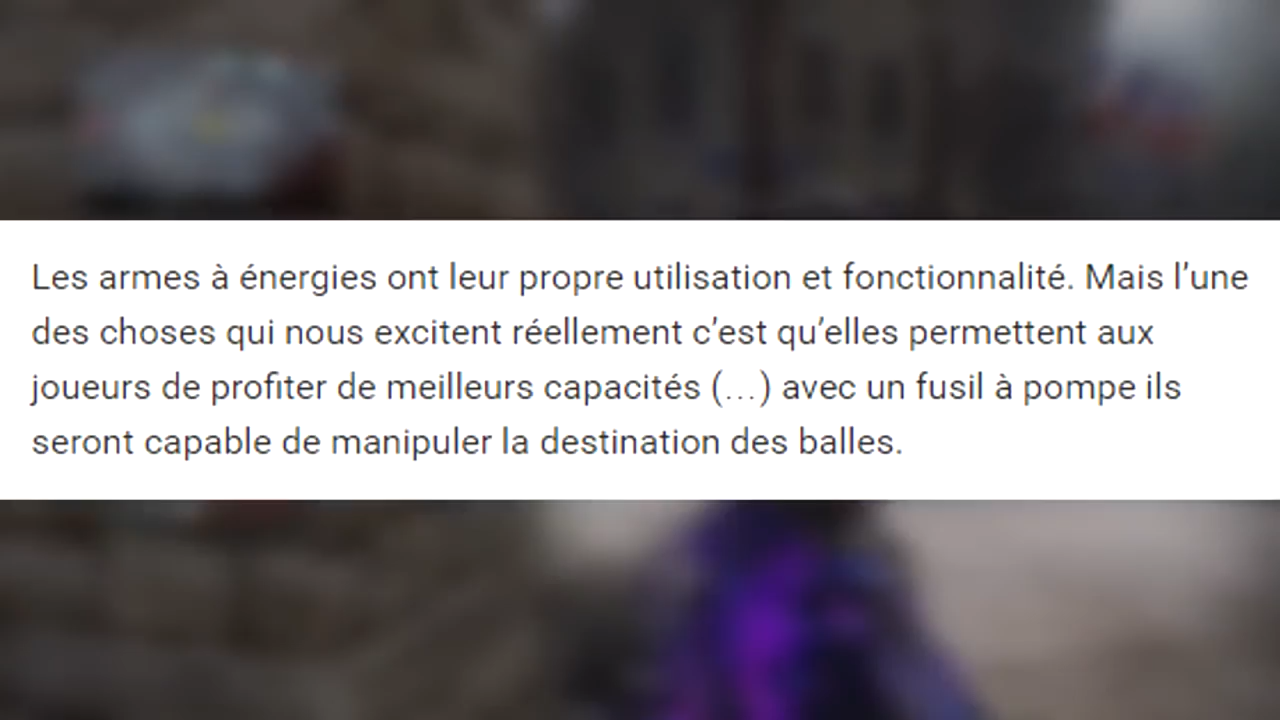 Les armes à énergies ont leur propre utilisation et fonctionnalité. Mais l’une
des choses qui nous excitent réellement c’est qu’elles permettent aux
joueurs de profiter de meilleurs capacités (…) avec un fusil à pompe ils
seront capable de manipuler la destination des balles.